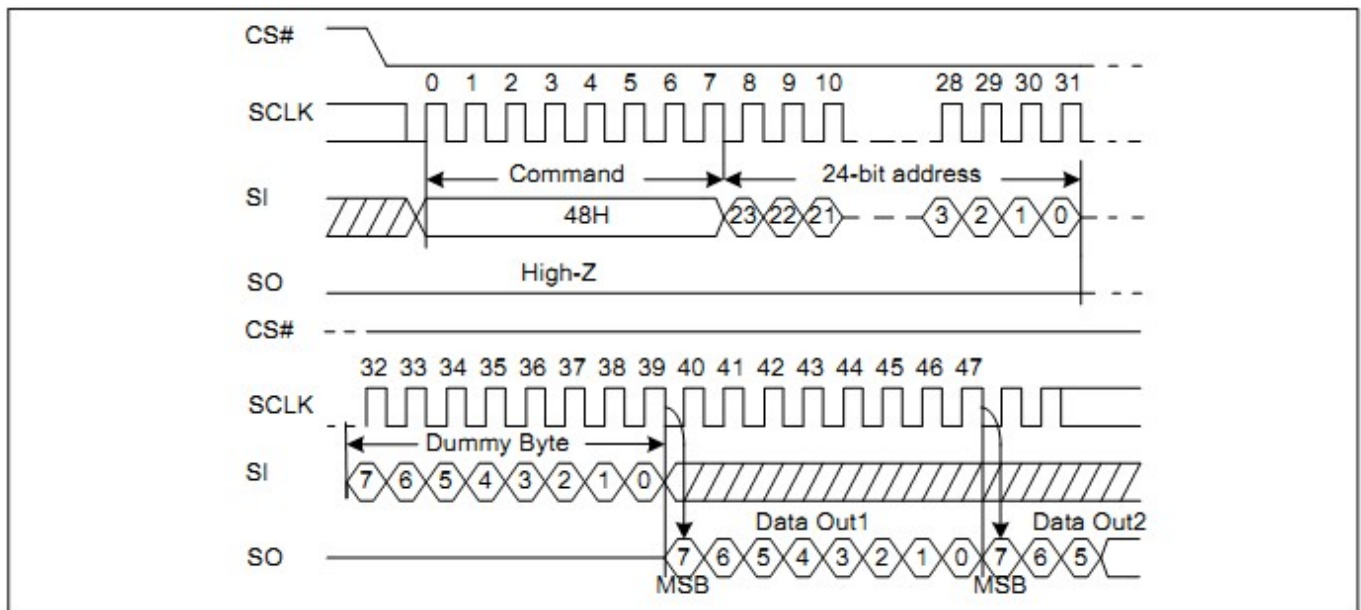 CS#
0 1 2 3 4 5 6 7 8 9 10 28 29 30 31
SCLK
Command 24-bit address
SI
48H 23 22 21 3 2 1 0
High-Z
SO
CS#
32 33 34 35 36 37 38 39 40 41 42 43 44 45 46 47
SCLK
Dummy Byte
SI
7 6 5 4 3 2 1 0
Data Out1 Data Out2
SO
7 6 5 4 3 2 1 0 7 6 5
MSB MSB